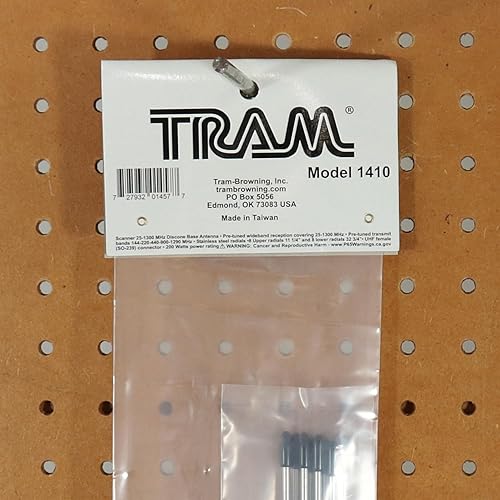 TRAM®
Model 1410
7 27932 01457 7
Tram-Browning, Inc.
trambrowning.com
PO Box 5056
Edmond, OK 73083 USA
Made in Taiwan
Scanner 25-1300 MHz Discone Base Antenna • Pre-tuned wideband reception covering 25-1300 MHz • Pre-tuned transmit
bands 144-220-440-900-1290 MHz • Stainless steel radials •8 Upper radials 11 1/4" and 8 lower radials 32 3/4"• UHF female
(SO-239) connector • 200 Watts power rating ⚠ WARNING: Cancer and Reproductive Harm - www.P65Warnings.ca.gov